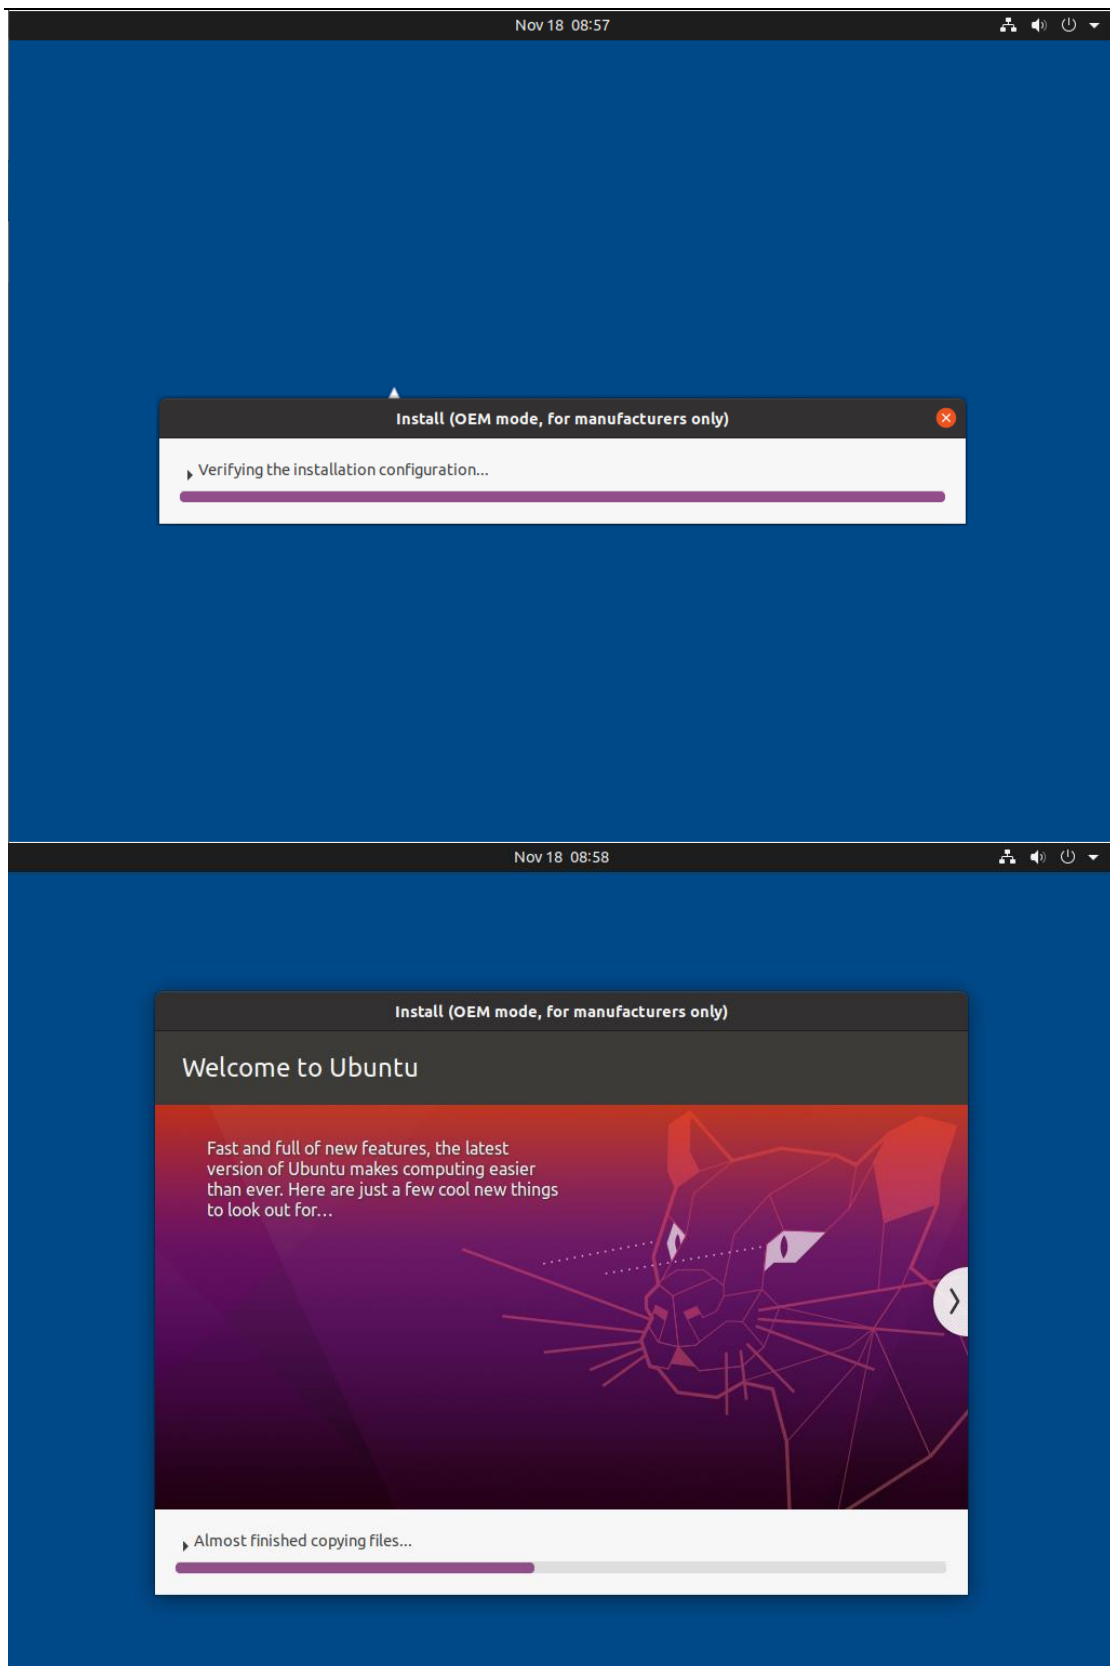 Nov 18 08:57
Install (OEM mode, for manufacturers only)
Verifying the installation configuration...
Nov 18 08:58
Install (OEM mode, for manufacturers only)
Welcome to Ubuntu
Fast and full of new features, the latest
version of Ubuntu makes computing easier
than ever. Here are just a few cool new things
to look out for…
Almost finished copying files...